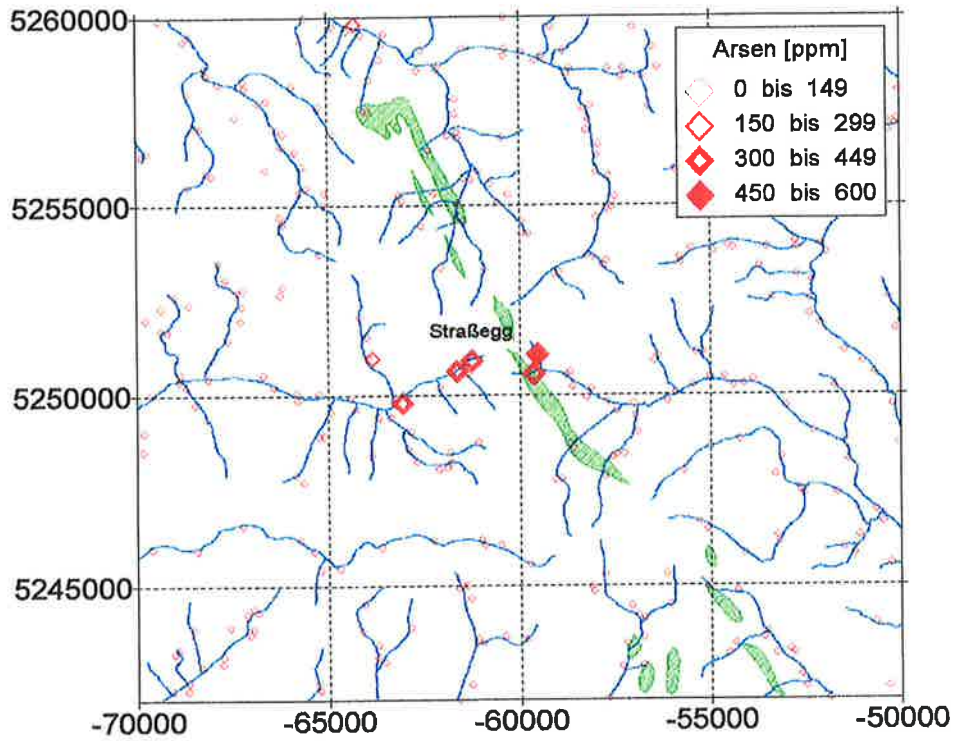 5260000
5255000
5250000
5245000
Arsen [ppm]
0 bis 149
150 bis 299
300 bis 449
450 bis 600
Straßegg
-70000
-65000
-60000
-55000
-50000